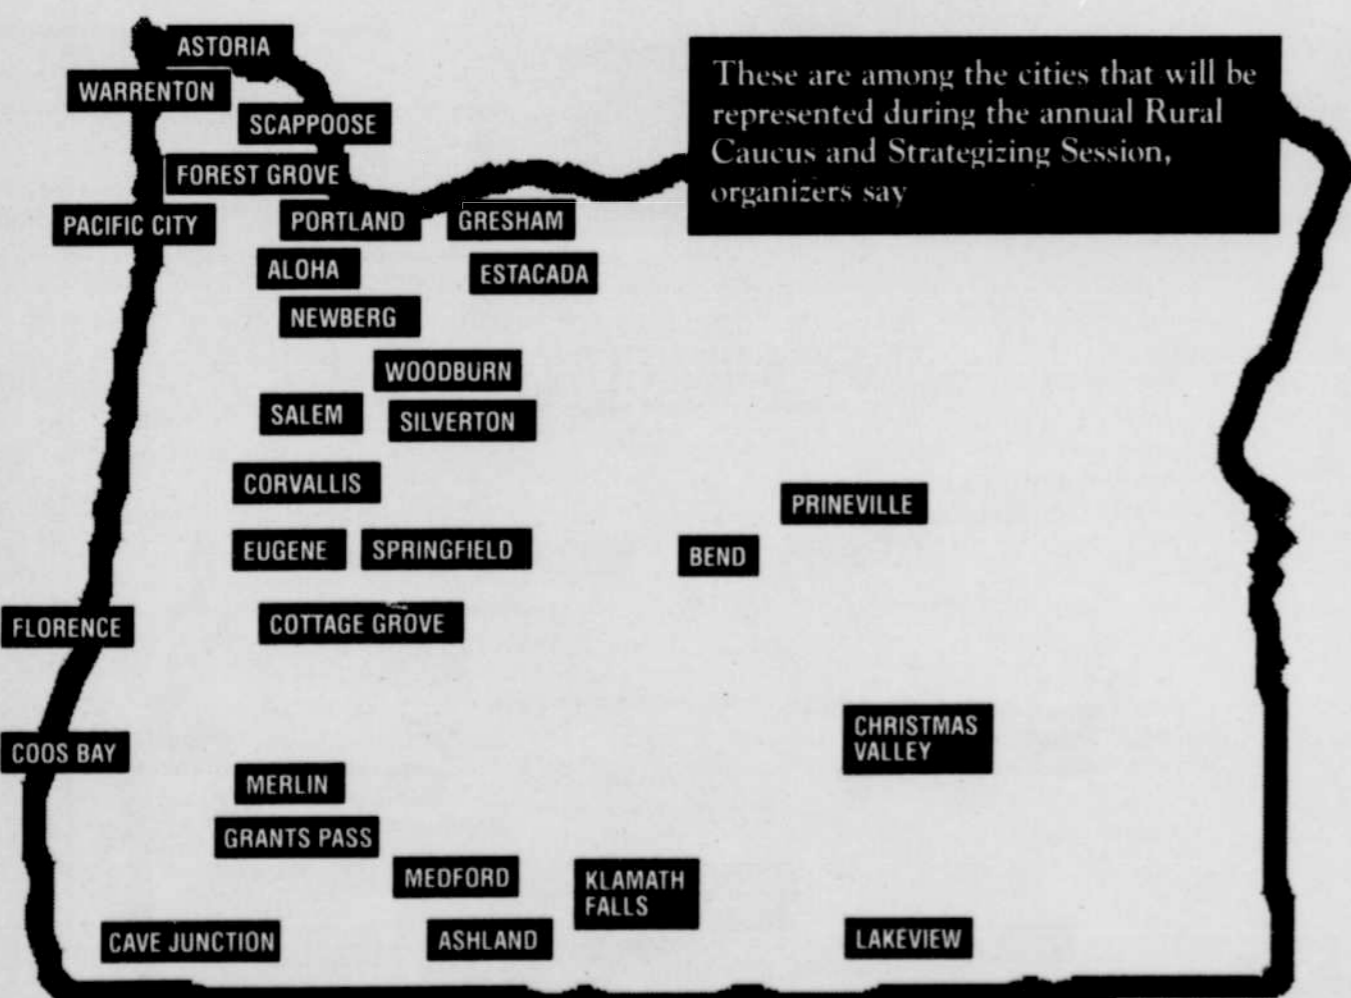 ASTORIA
WARRENTON
These are among the cities that will be
represented during the annual Rural
Caucus and Strategizing Session,
organizers say
SCAPPOOSE
FOREST GROVE
PACIFIC CITY
PORTLAND
GRESHAM
ALOHA
ESTACADA
NEWBERG
WOODBURN
SALEM
SILVERTON
CORVALLIS
PRINEVILLE
EUGENE
SPRINGFIELD
BEND
FLORENCE
COTTAGE GROVE
COOS BAY
CHRISTMAS
VALLEY
MERLIN
GRANTS PASS
MEDFORD
KLAMATH
FALLS
CAVE JUNCTION
ASHLAND
LAKEVIEW